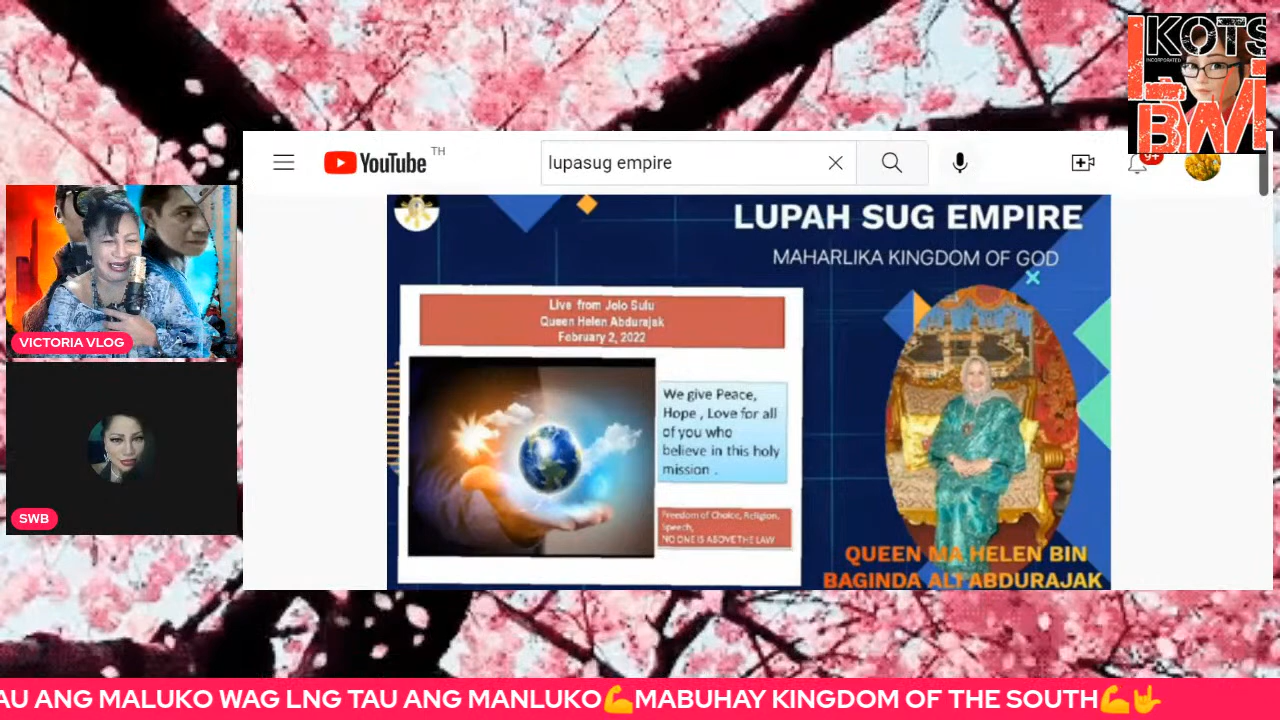 KOTS
INCORPORATED
BWI
YouTube TH
lupasug empire
9+
LUPAH SUG EMPIRE
MAHARLIKA KINGDOM OF GOD
Live from Jolo Sulu
Queen Helen Abdurajak
February 2, 2022
We give Peace,
Hope , Love for all
of you who
believe in this holy
mission .
Freedom of Choice, Religion,
Speech,
NO ONE IS ABOVE THE LAW
QUEEN MA HELEN BIN
BAGINDA ALI ABDURAJAK
VICTORIA VLOG
SWB
AU ANG MALUKO WAG LNG TAU ANG MANLUKO💪MABUHAY KINGDOM OF THE SOUTH💪🤟